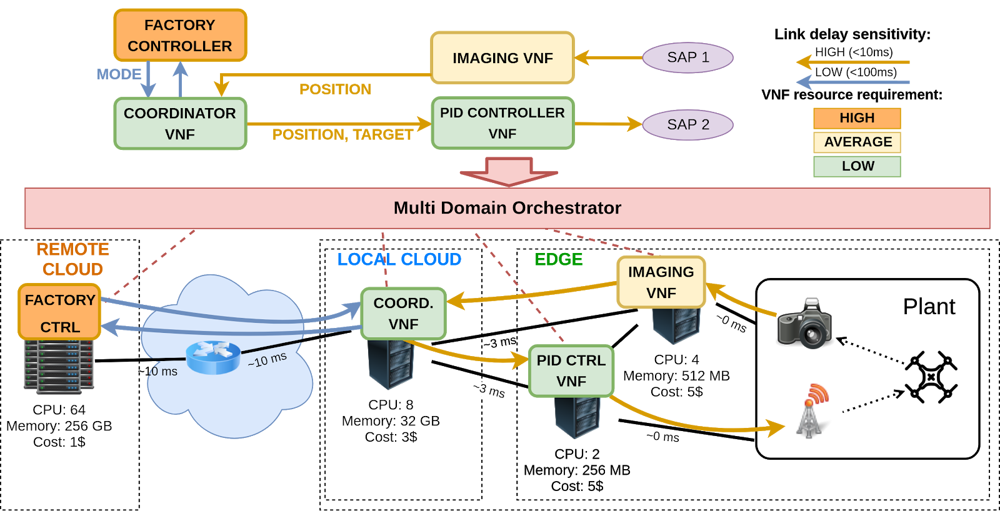 FACTORY
CONTROLLER
MODE
COORDINATOR
VNF
IMAGING VNF
POSITION
POSITION, TARGET
PID CONTROLLER
VNF
SAP 1
SAP 2
Link delay sensitivity:
HIGH (<10ms)
LOW (<100ms)
VNF resource requirement:
HIGH
AVERAGE
LOW
Multi Domain Orchestrator
REMOTE
CLOUD
FACTORY
CTRL
~10 ms
~10 ms
CPU: 64
Memory: 256 GB
Cost: 1$
LOCAL CLOUD
COORD.
VNF
CPU: 8
Memory: 32 GB
Cost: 3$
~3 ms
~3 ms
EDGE
IMAGING
VNF
CPU: 4
Memory: 512 MB
Cost: 5$
PID CTRL
VNF
CPU: 2
Memory: 256 MB
Cost: 5$
~0 ms
~0 ms
Plant